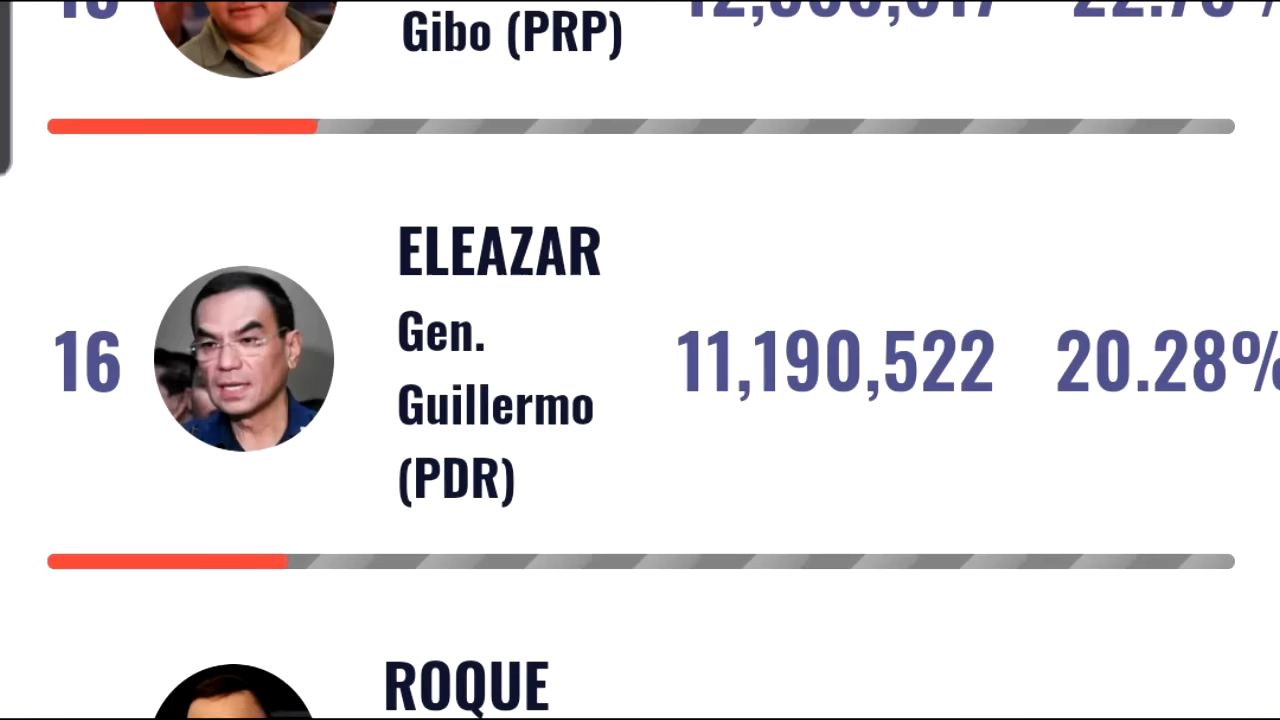 Gibo (PRP)
ELEAZAR
Gen.
Guillermo
(PDR)
16
11,190,522
20.28%
ROQUE